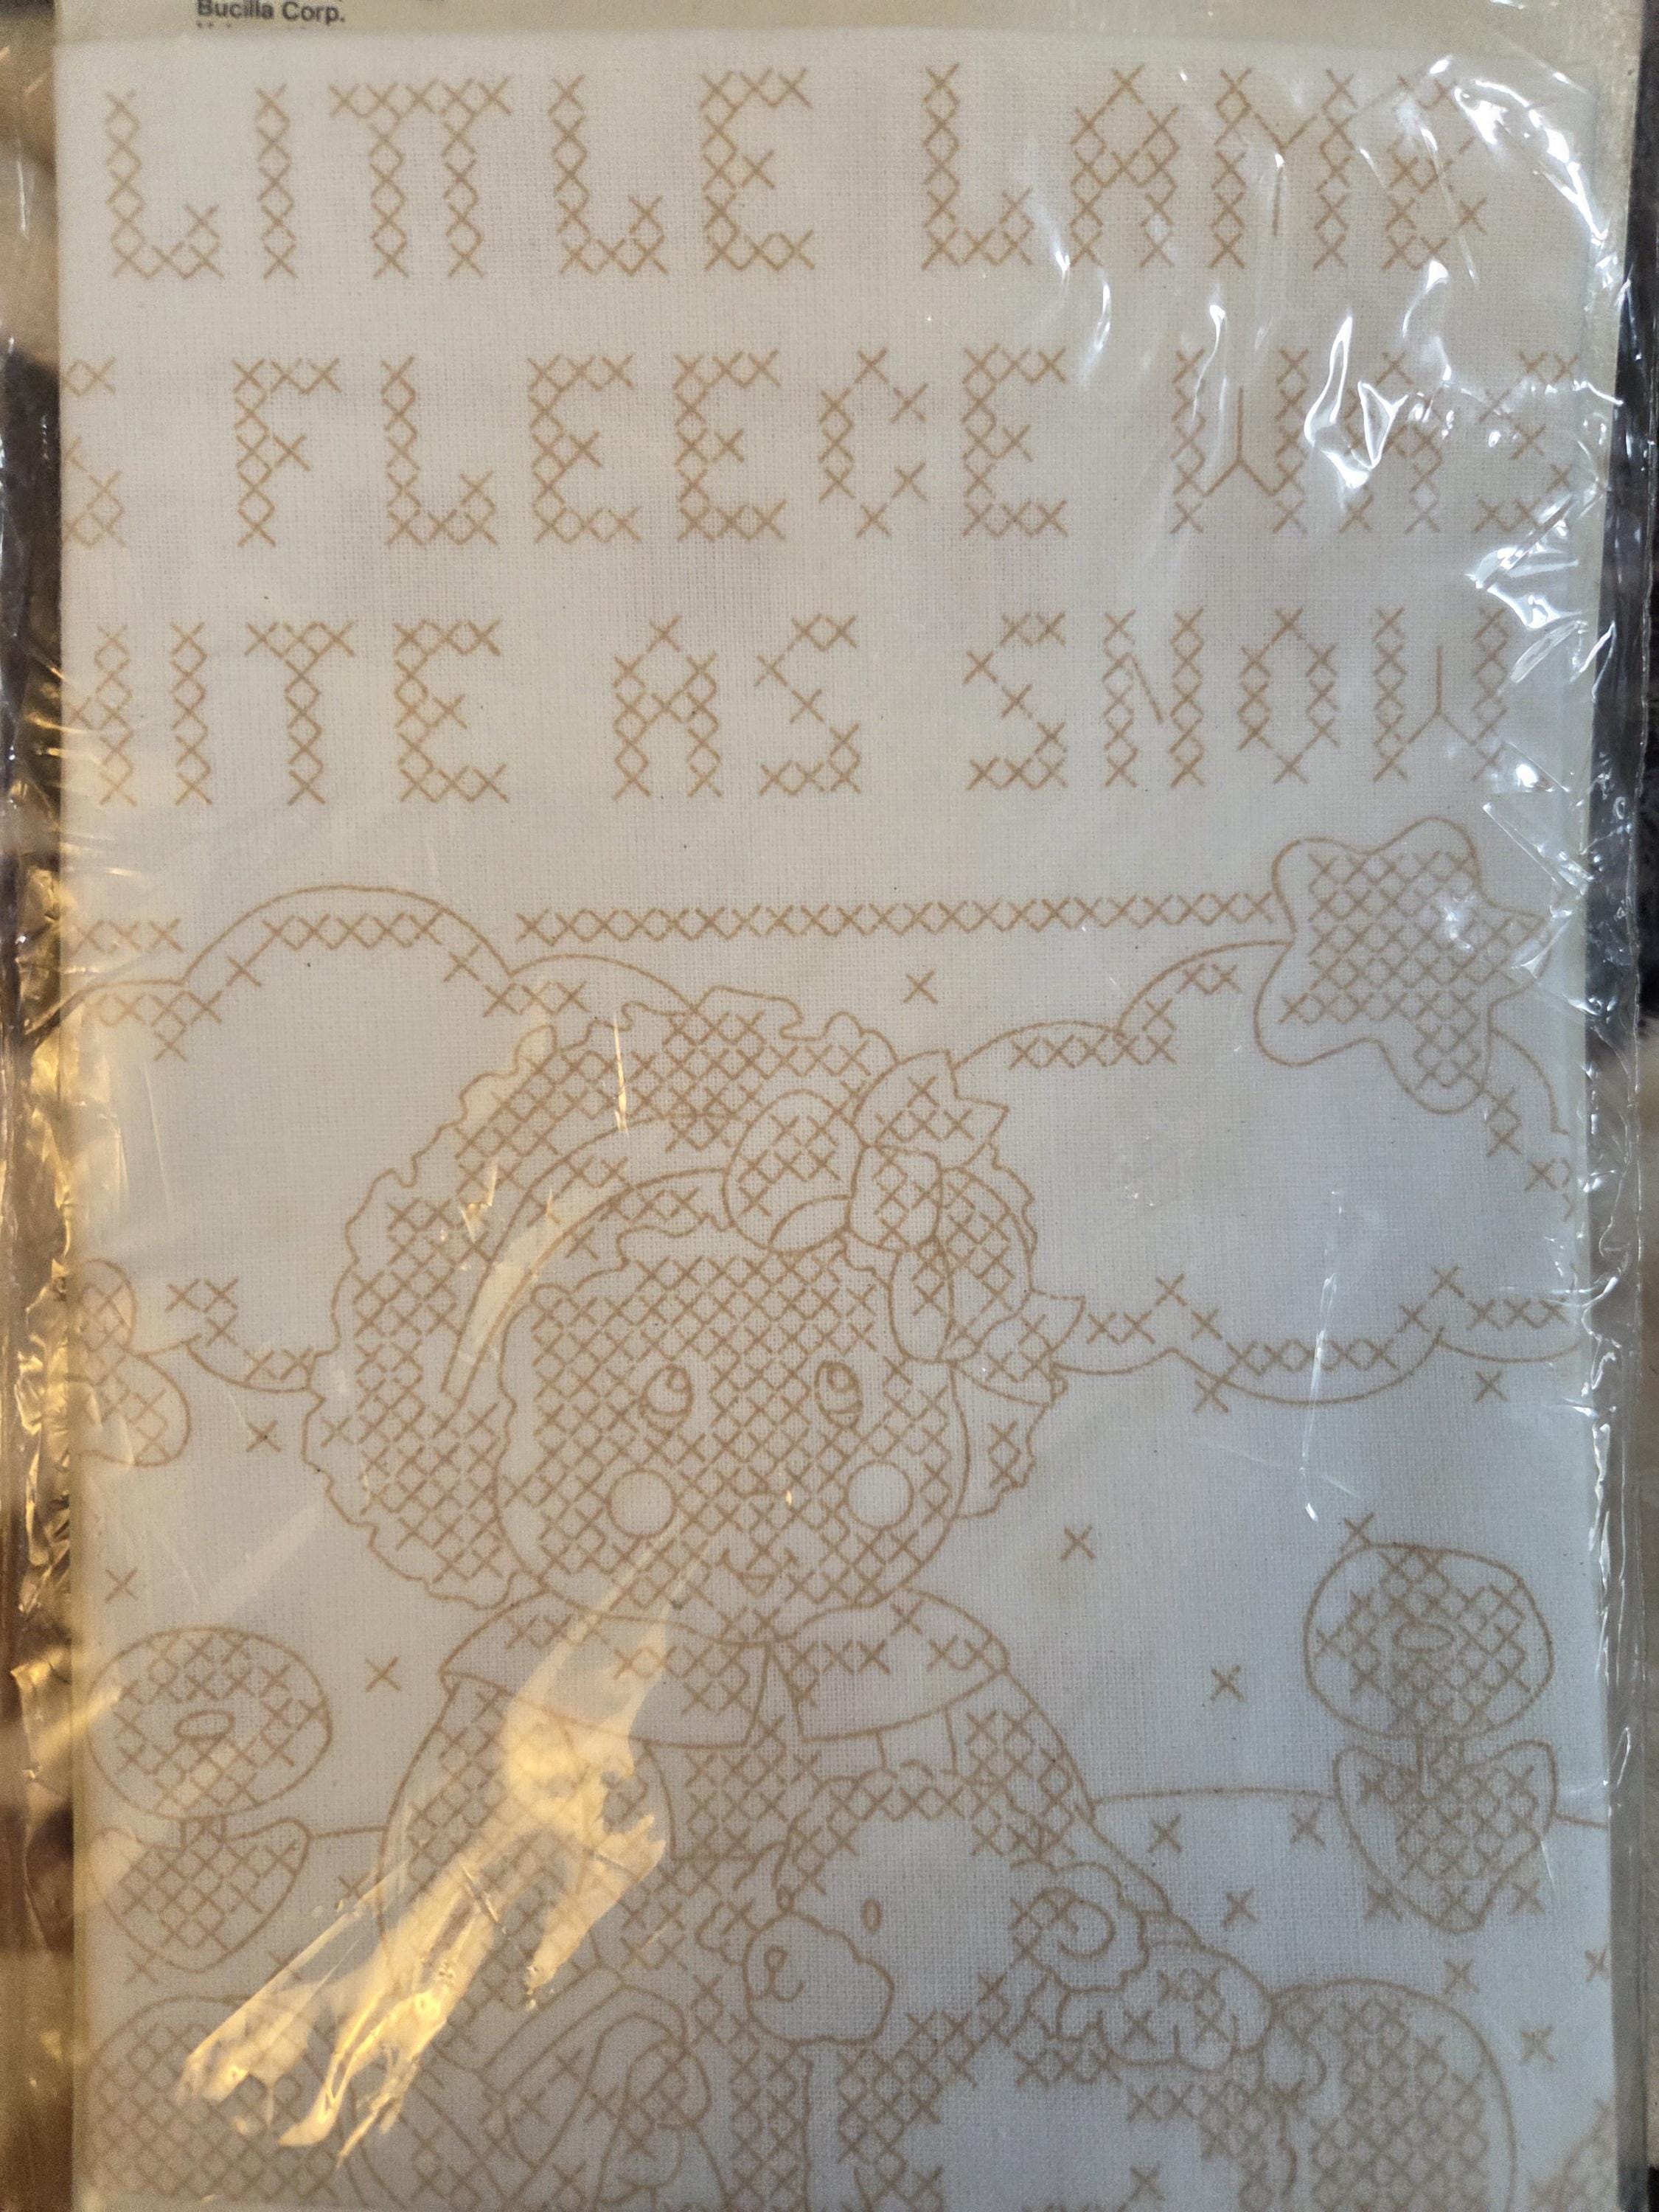 Bucilla Corp.
LITTLE LAMB
FLEECE WAS
ITE AS SNOW